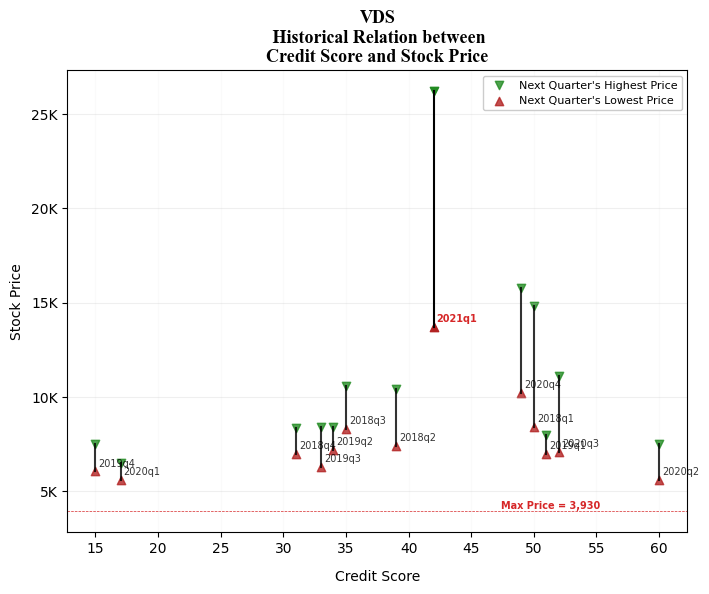 VDS
Historical Relation between
Credit Score and Stock Price
Next Quarter's Highest Price
Next Quarter's Lowest Price
25K
20K
15K
10K
5K
Stock Price
2021q1
2020q4
2018q1
2018q3
2018q2
2018q4
2019q2
2019q3
2019q1
2020q3
2019q4
2020q1
2020q2
Max Price = 3,930
15 20 25 30 35 40 45 50 55 60
Credit Score